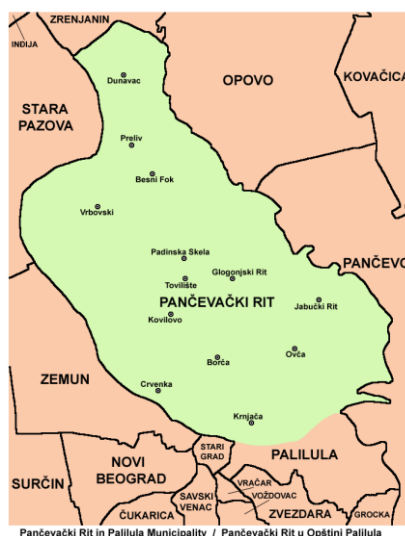 ZRENJANIN
INĐIJA
Dunavac
OPOVO
KOVAČICA
STARA
PAZOVA
Preliv
Besni Fok
Vrbovski
Padinska Skela
PANČEVO
Glogonjski Rit
Tovilište
PANČEVAČKI RIT
Jabučki Rit
Kovilovo
Ovča
Borča
ZEMUN
Crvenka
Krnjača
STARI
GRAD
PALILULA
NOVI
BEOGRAD
SURČIN
VRAČAR
SAVSKI
VENAC
VOŽDOVAC
ČUKARICA
ZVEZDARA
GROCKA
Pančevački Rit in Palilula Municipality / Pančevački Rit u Opštini Palilula